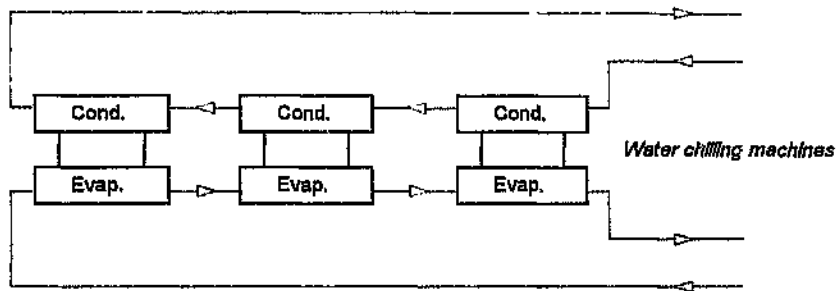 Cond. Cond. Cond.
Water chilling machines
Evap. Evap. Evap.